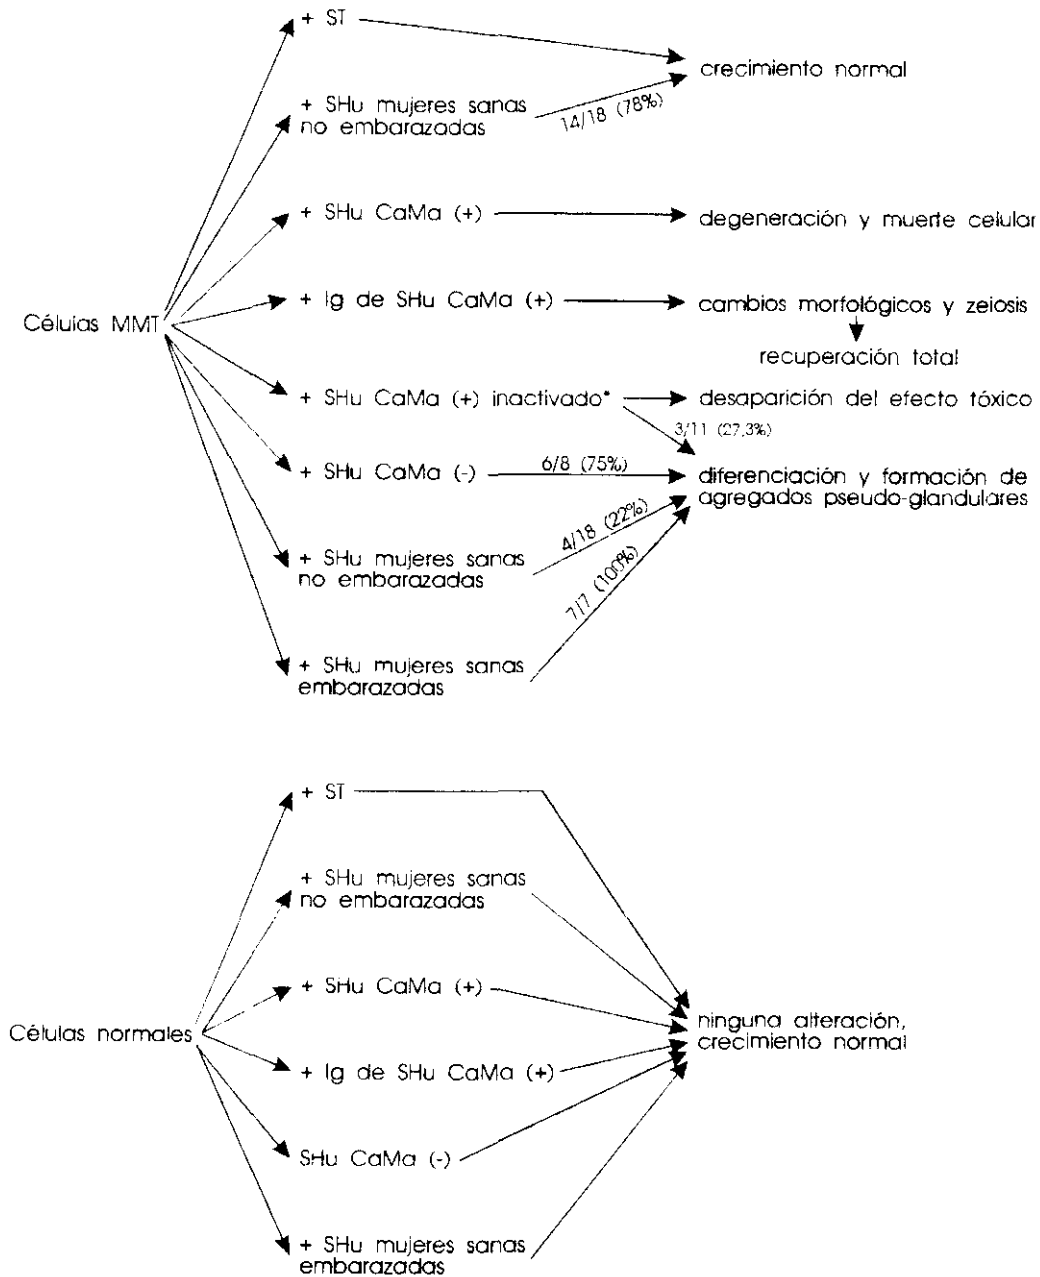 + ST
crecimiento normal
+ SHu mujeres sanas
no embarazadas
14/18 (78%)
+ SHu CaMa (+)
degeneración y muerte celular
+ Ig de SHu CaMa (+)
cambios morfológicos y zeiosis
Células MMT
recuperación total
+ SHu CaMa (+) inactivado*
desaparición del efecto tóxico
3/11 (27,3%)
+ SHu CaMa (-)
6/8 (75%)
diferenciación y formación de
agregados pseudo-glandulares
4/18 (22%)
+ SHu mujeres sanas
no embarazadas
7/7 (100%)
+ SHu mujeres sanas
embarazadas
+ ST
+ SHu mujeres sanas
no embarazadas
+ SHu CaMa (+)
Células normales
ninguna alteración,
crecimiento normal
+ Ig de SHu CaMa (+)
SHu CaMa (-)
+ SHu mujeres sanas
embarazadas